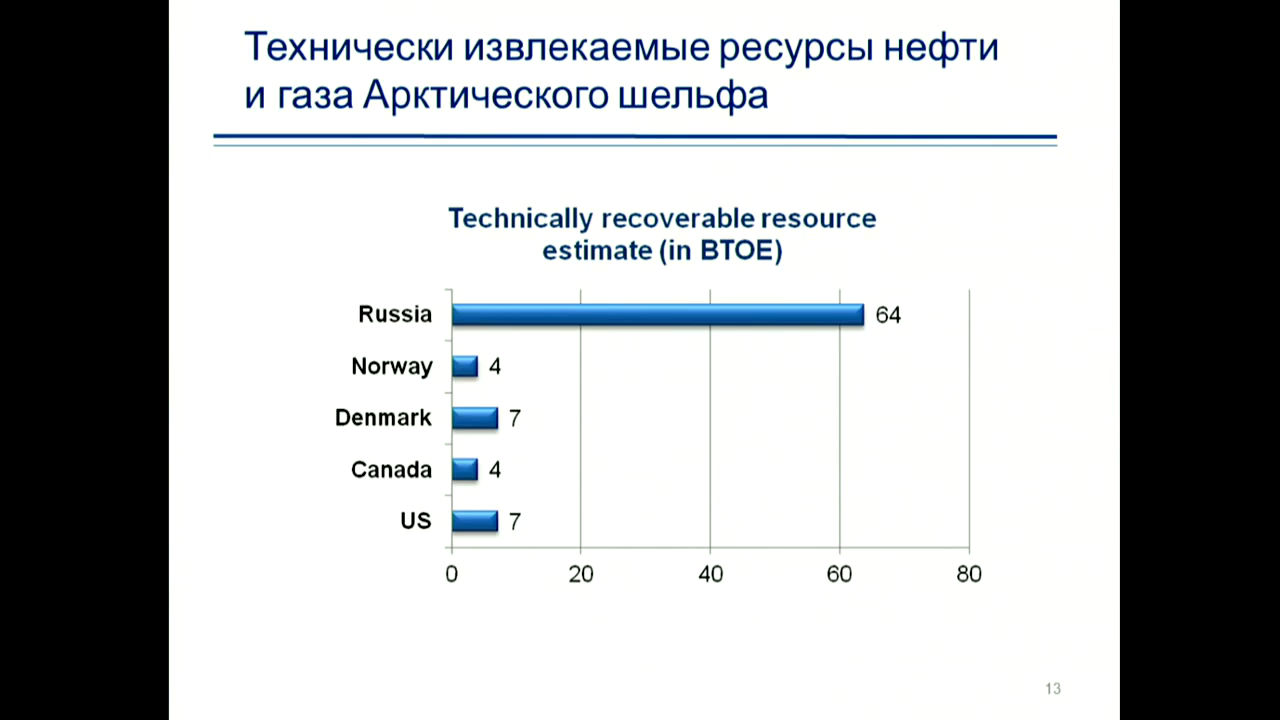 Технически извлекаемые ресурсы нефти
и газа Арктического шельфа
Technically recoverable resource
estimate (in BTOE)
Russia 64
Norway 4
Denmark 7
Canada 4
US 7
0 20 40 60 80
13